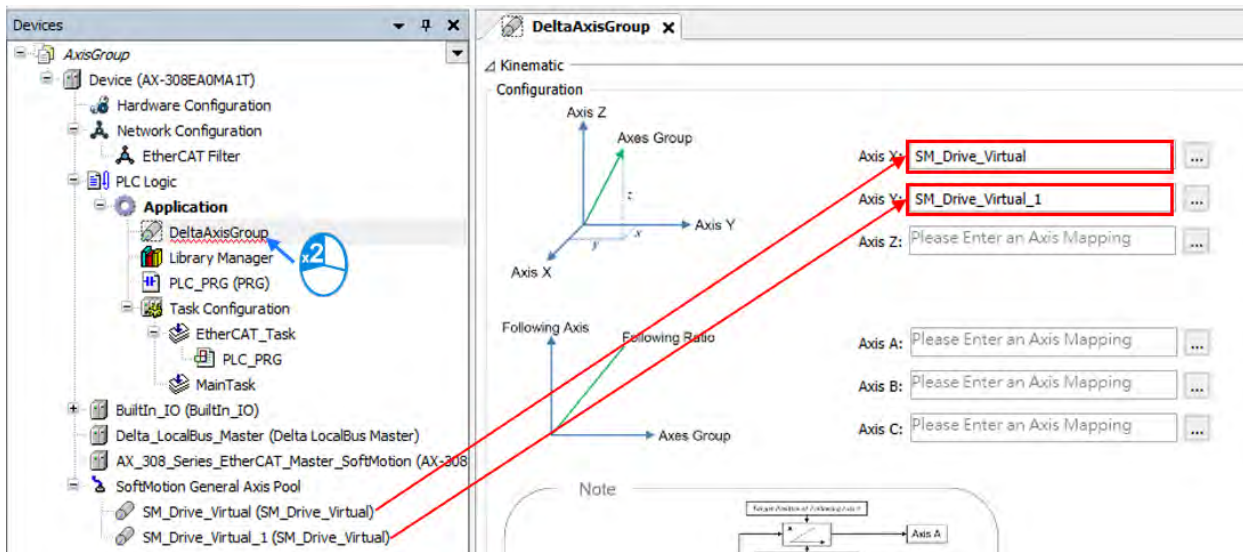 Devices
AxisGroup
Device (AX-308EA0MA1T)
Hardware Configuration
Network Configuration
EtherCAT Filter
PLC Logic
Application
DeltaAxisGroup
x2
Library Manager
PLC_PRG (PRG)
Task Configuration
EtherCAT_Task
PLC_PRG
MainTask
BuiltIn_IO (BuiltIn_IO)
Delta_LocalBus_Master (Delta LocalBus Master)
AX_308_Series_EtherCAT_Master_SoftMotion (AX-308
SoftMotion General Axis Pool
SM_Drive_Virtual (SM_Drive_Virtual)
SM_Drive_Virtual_1 (SM_Drive_Virtual)
DeltaAxisGroup
Kinematic
Configuration
Axis Z
Axes Group
z
Axis Y
y
x
Axis X
Axis X: SM_Drive_Virtual ...
Axis Y: SM_Drive_Virtual_1 ...
Axis Z: Please Enter an Axis Mapping ...
Following Axis
Following Ratio
Axes Group
Axis A: Please Enter an Axis Mapping ...
Axis B: Please Enter an Axis Mapping ...
Axis C: Please Enter an Axis Mapping ...
Note
Axis A